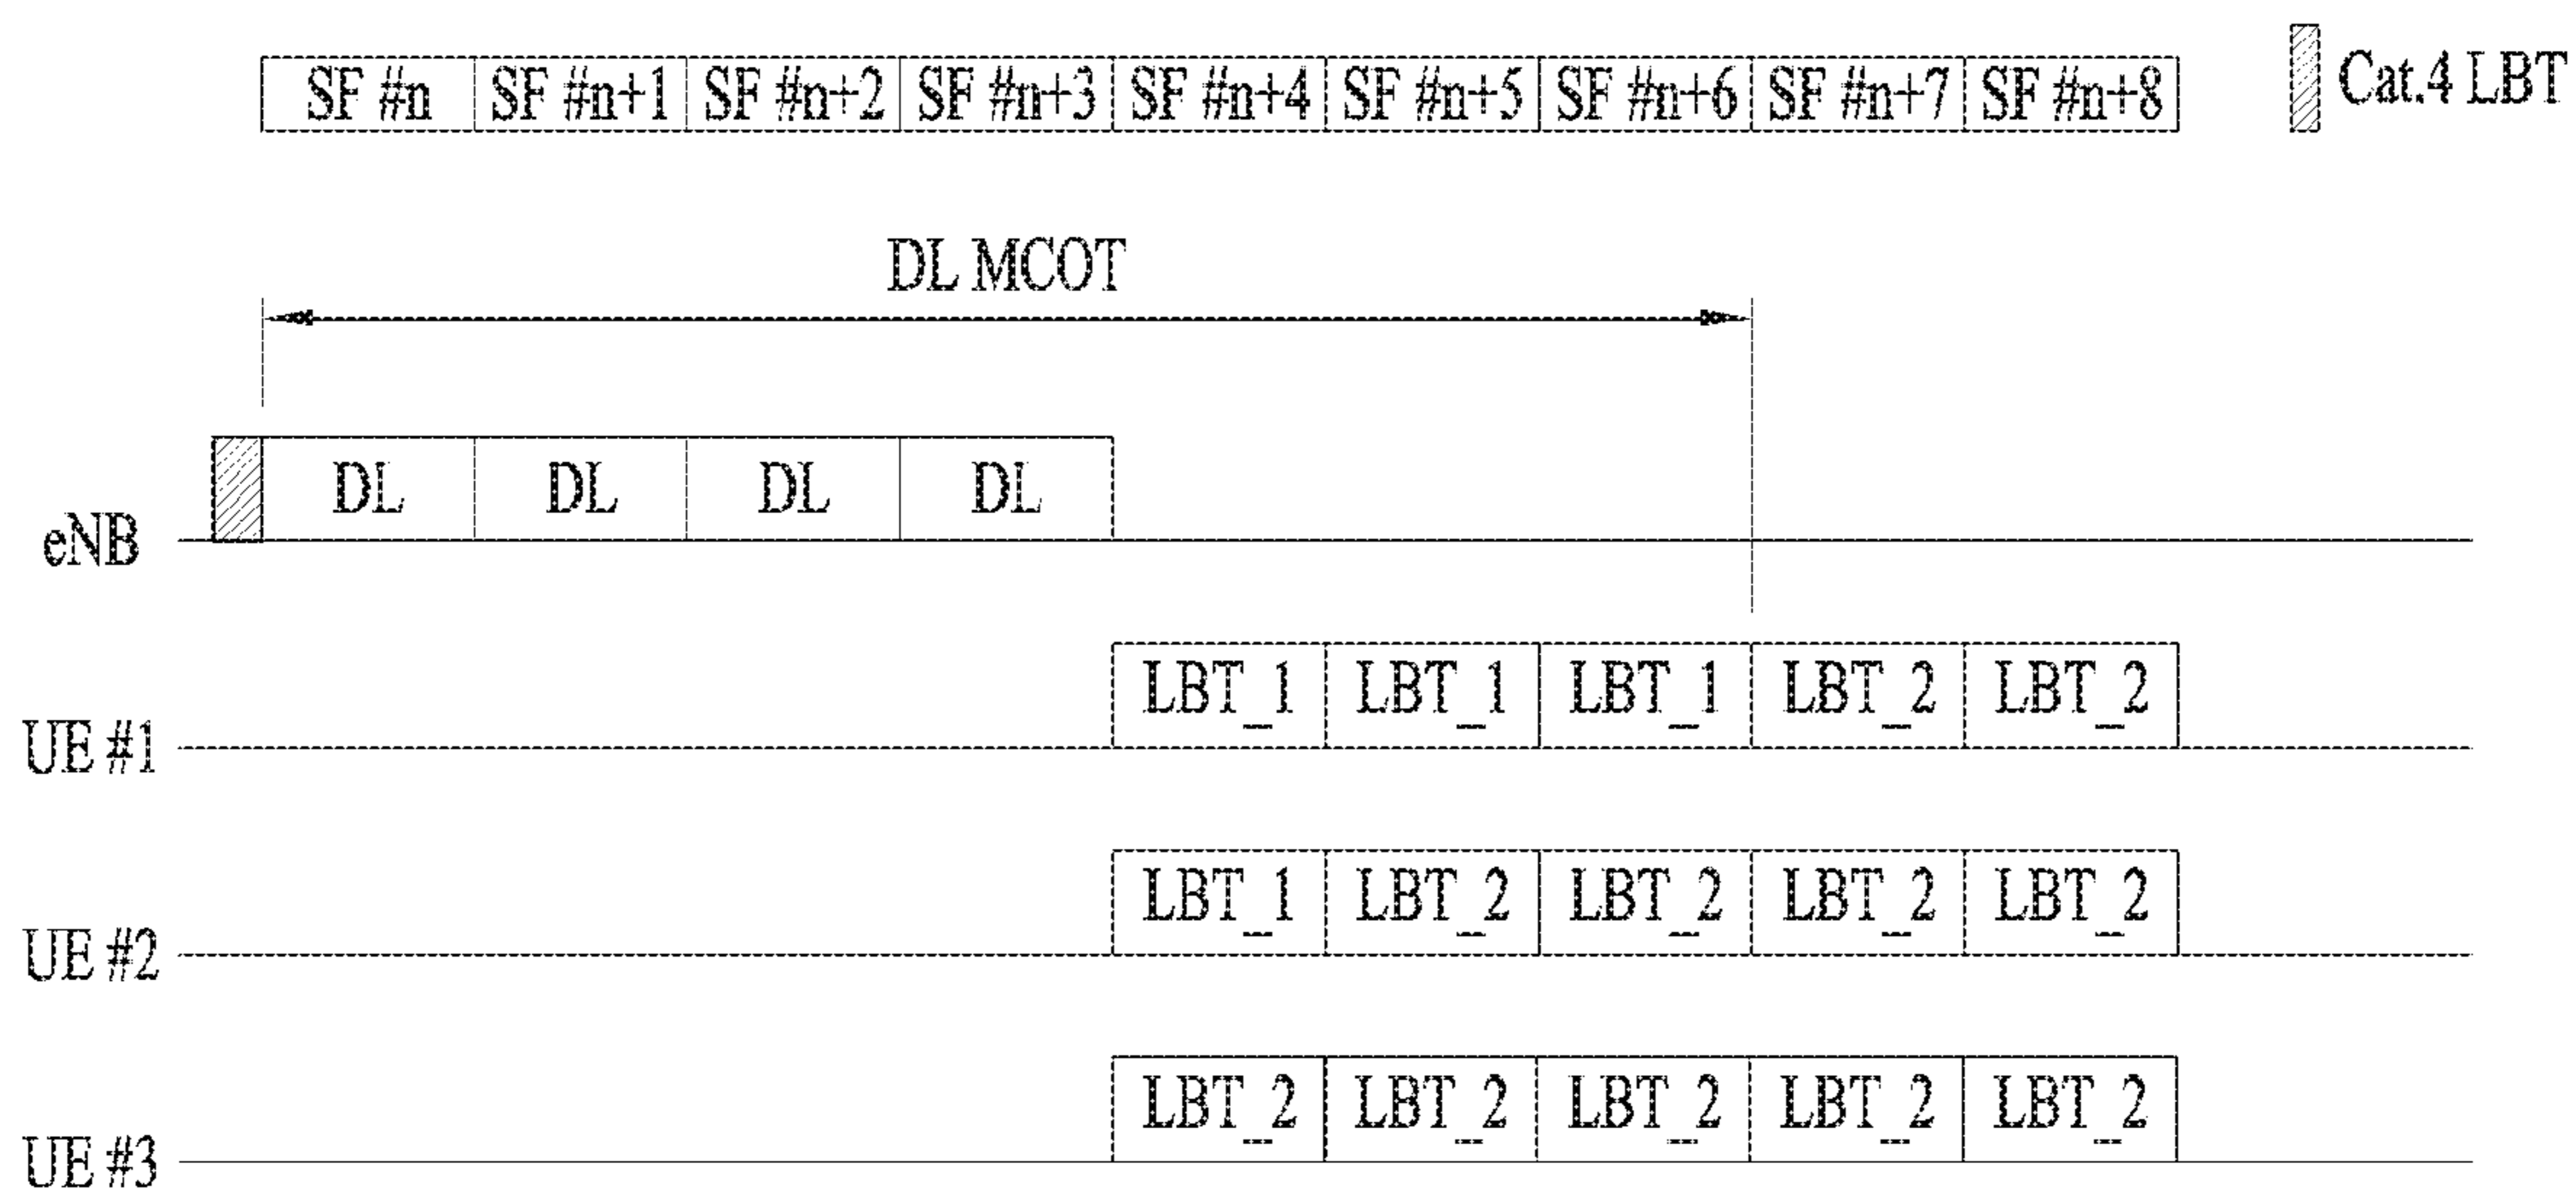 SF #n SF #n+1 SF #n+2 SF #n+3 SF #n+4 SF #n+5 SF #n+6 SF #n+7 SF #n+8 Cat.4 LBT
DL MCOT
eNB DL DL DL DL
UE #1 LBT_1 LBT_1 LBT_1 LBT_2 LBT_2
UE #2 LBT_1 LBT_2 LBT_2 LBT_2 LBT_2
UE #3 LBT_2 LBT_2 LBT_2 LBT_2 LBT_2